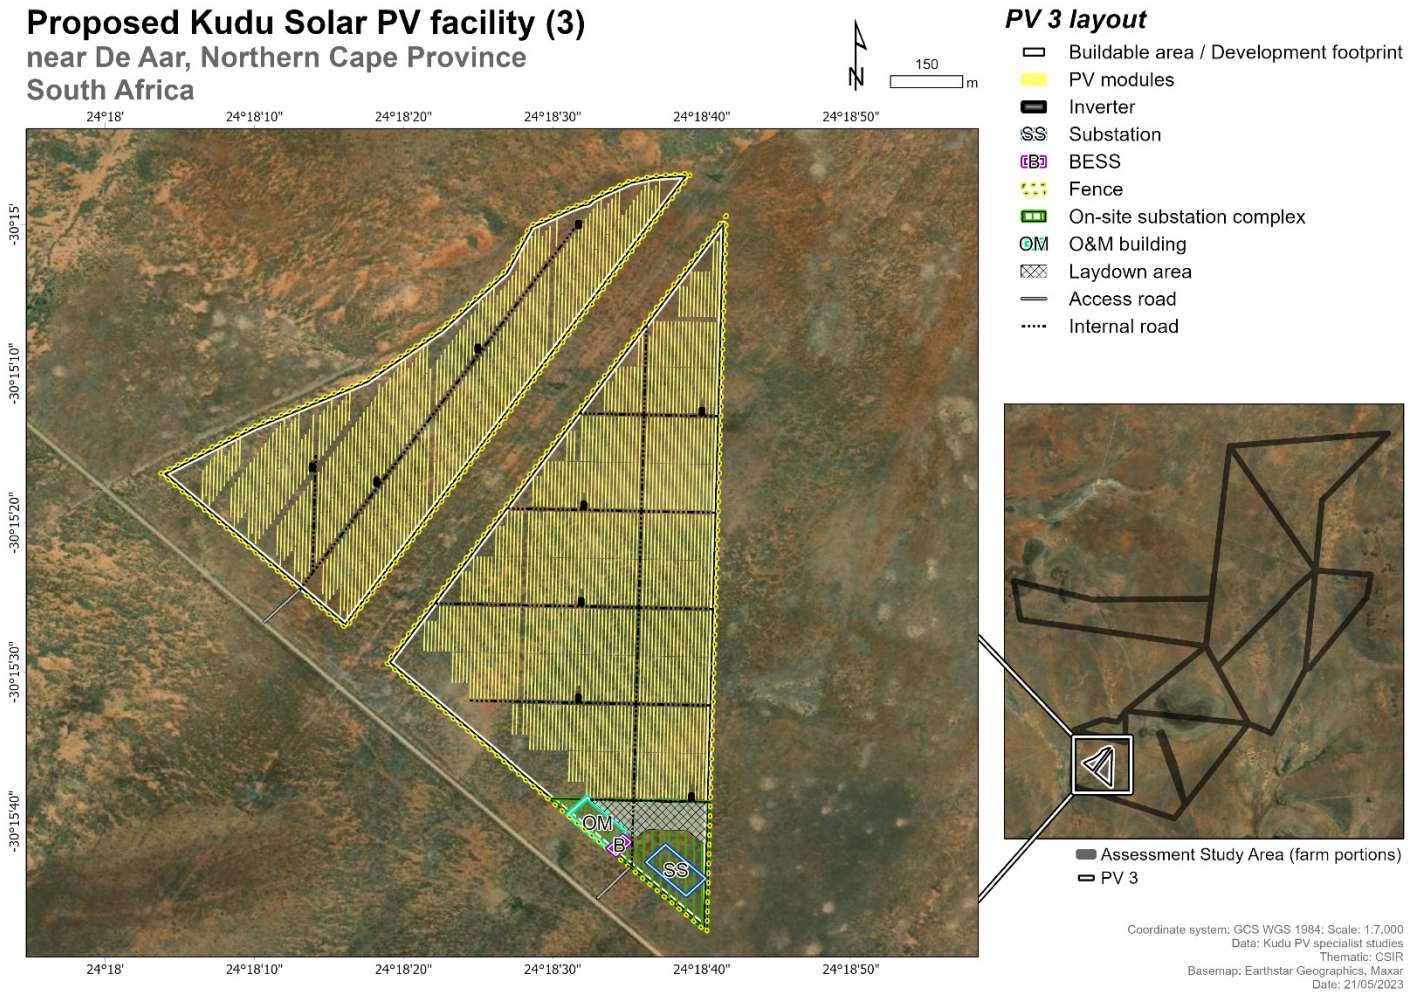 Proposed Kudu Solar PV facility (3)
near De Aar, Northern Cape Province
South Africa
N
150
m
PV 3 layout
Buildable area / Development footprint
PV modules
Inverter
SS Substation
B BESS
Fence
On-site substation complex
OM O&M building
Laydown area
Access road
Internal road
24°18' 24°18'10" 24°18'20" 24°18'30" 24°18'40" 24°18'50"
-30°15'
-30°15'10"
-30°15'20"
-30°15'30"
-30°15'40"
OM
B
SS
24°18' 24°18'10" 24°18'20" 24°18'30" 24°18'40" 24°18'50"
Assessment Study Area (farm portions)
PV 3
Coordinate system: GCS WGS 1984: Scale: 1:7,000
Data: Kudu PV specialist studies
Thematic: CSIR
Basemap: Earthstar Geographics, Maxar
Date: 21/05/2023